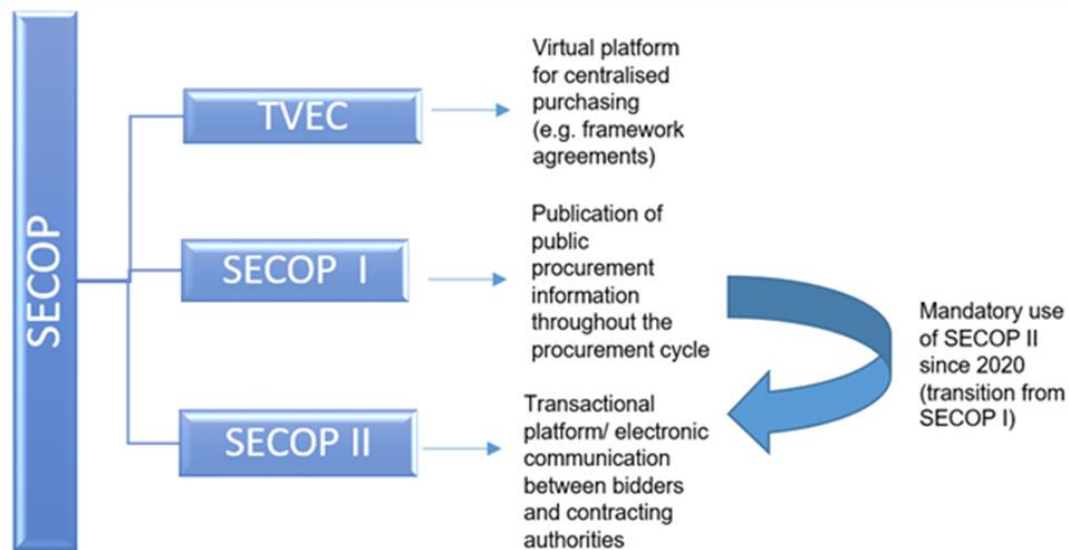 SECOP
TVEC
Virtual platform
for centralised
purchasing
(e.g. framework
agreements)
SECOP I
Publication of
public
procurement
information
throughout the
procurement cycle
SECOP II
Transactional
platform/ electronic
communication
between bidders
and contracting
authorities
Mandatory use
of SECOP II
since 2020
(transition from
SECOP I)